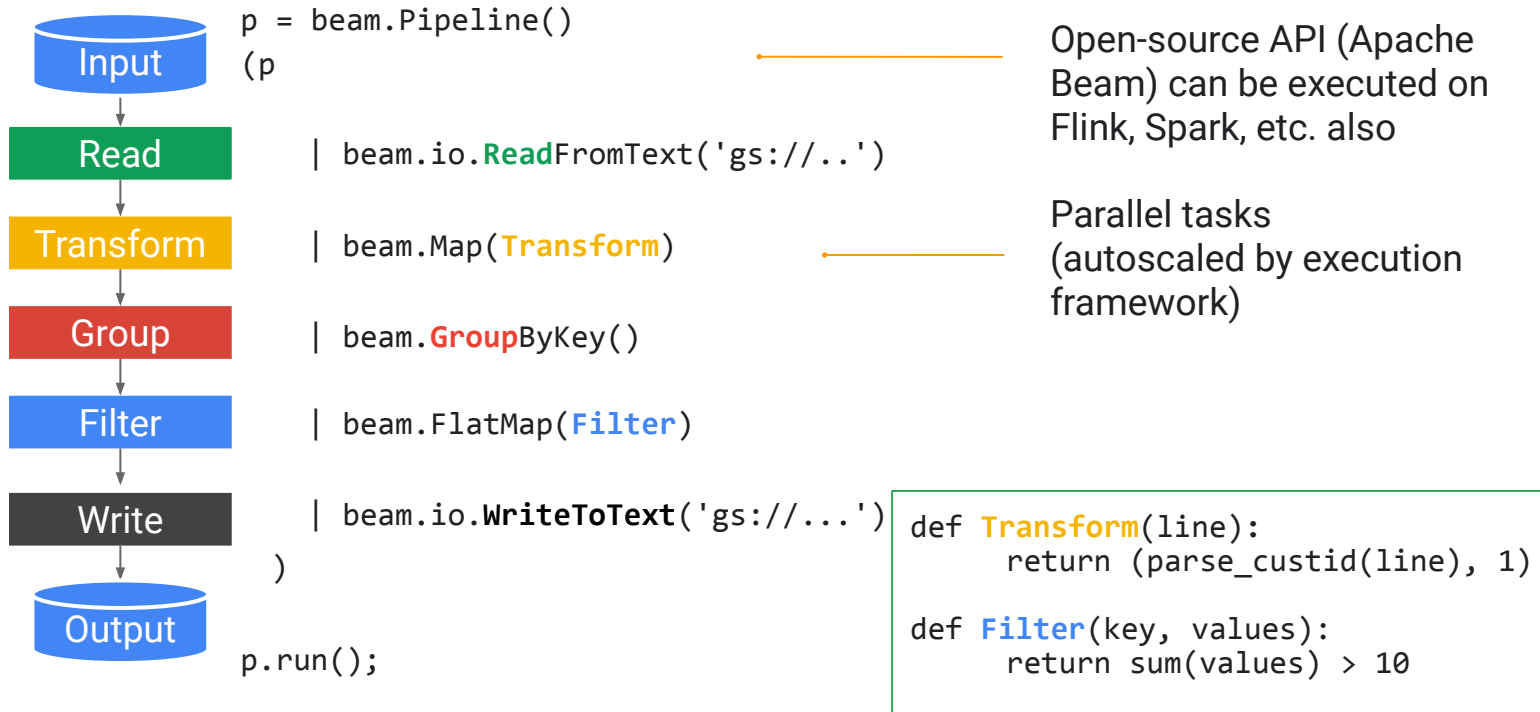 Input
Read
Transform
Group
Filter
Write
Output
p = beam.Pipeline()
(p
| beam.io.ReadFromText('gs://..')
| beam.Map(Transform)
| beam.GroupByKey()
| beam.FlatMap(Filter)
| beam.io.WriteToText('gs://...')
)
p.run();
Open-source API (Apache
Beam) can be executed on
Flink, Spark, etc. also
Parallel tasks
(autoscaled by execution
framework)
def Transform(line):
return (parse_custid(line), 1)
def Filter(key, values):
return sum(values) > 10